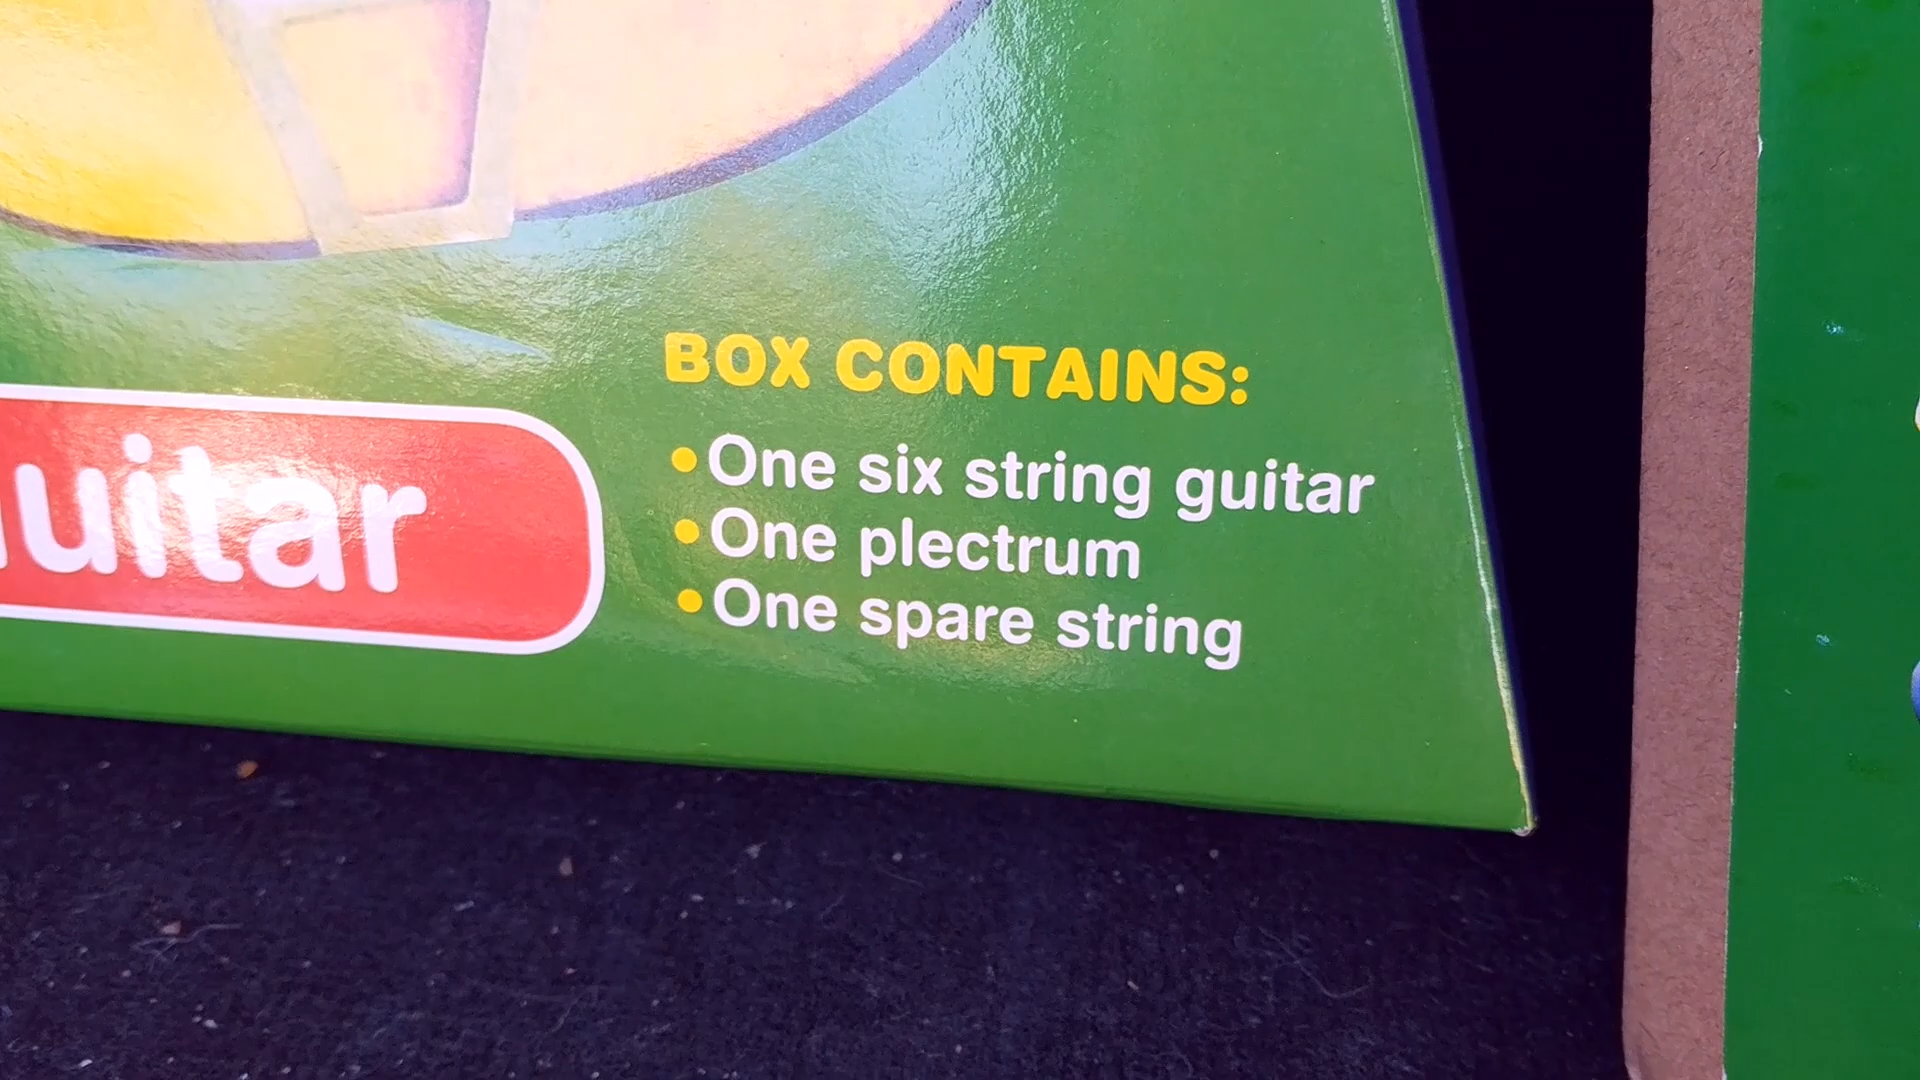 BOX CONTAINS:
•One six string guitar
•One plectrum
•One spare string
uitar